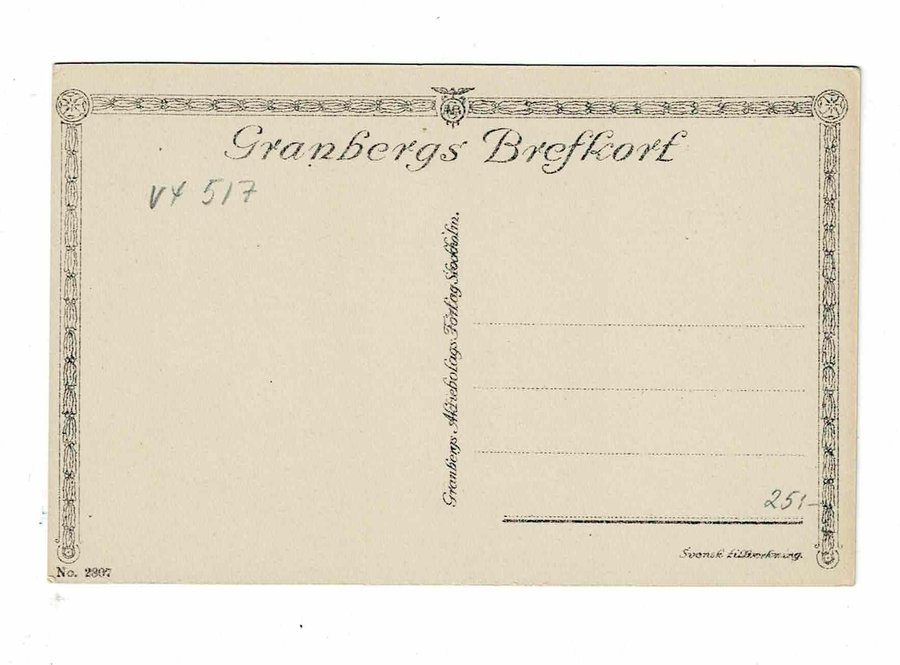 Granbergs Brefkort
V4 517
Granbergs Aktiebolags Förlag Stockholm.
251-
Svensk tillverkning.
No. 2807